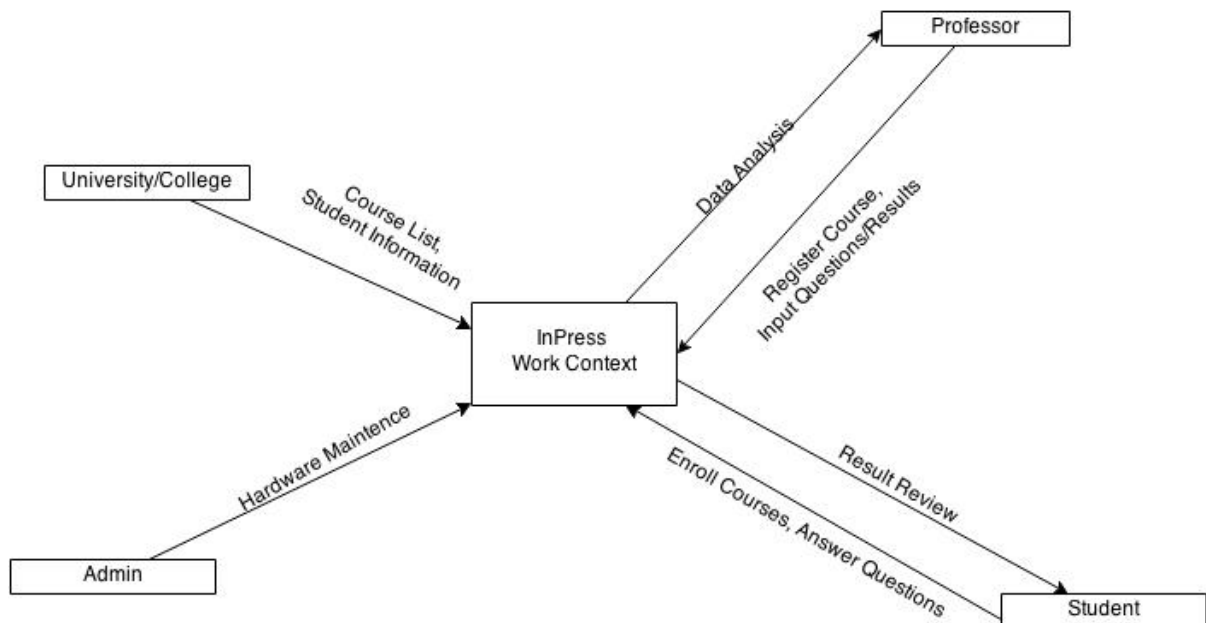 Professor
Data Analysis
University/College
Course List,
Student Information
Register Course,
Input Questions/Results
InPress
Work Context
Hardware Maintence
Result Review
Enroll Courses, Answer Questions
Admin
Student